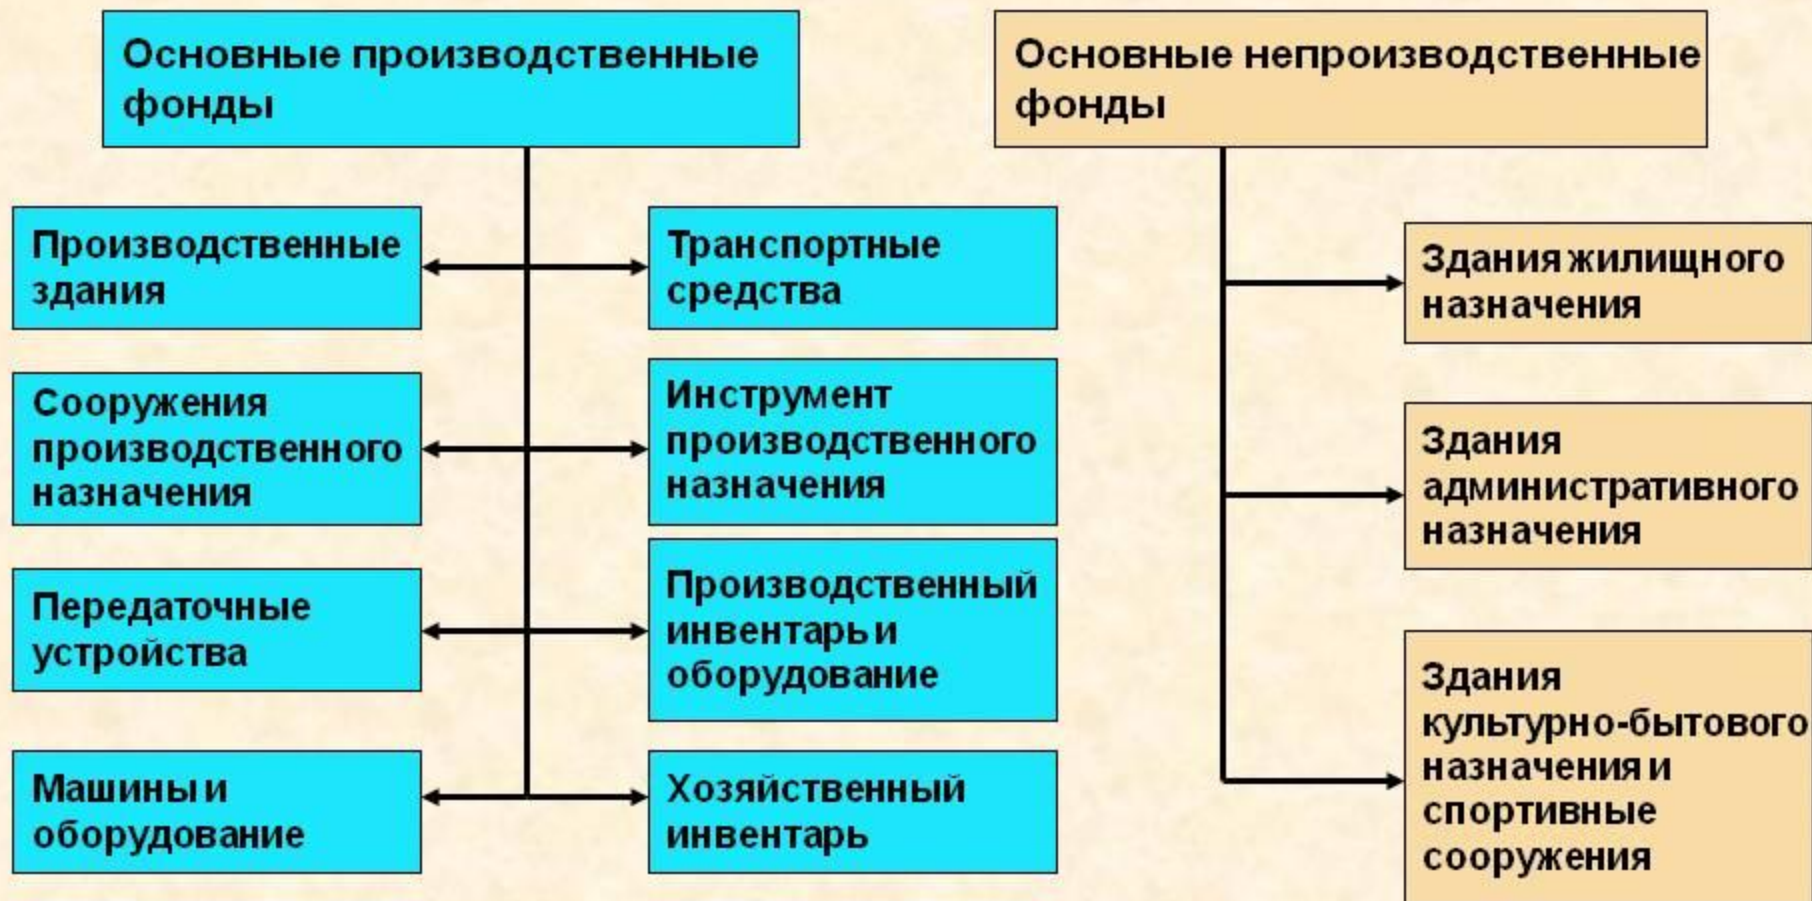 Основные производственные
фонды
Основные непроизводственные
фонды
Производственные
здания
Транспортные
средства
Здания жилищного
назначения
Сооружения
производственного
назначения
Инструмент
производственного
назначения
Здания
административного
назначения
Передаточные
устройства
Производственный
инвентарь и
оборудование
Здания
культурно-бытового
назначения и
спортивные
сооружения
Машины и
оборудование
Хозяйственный
инвентарь